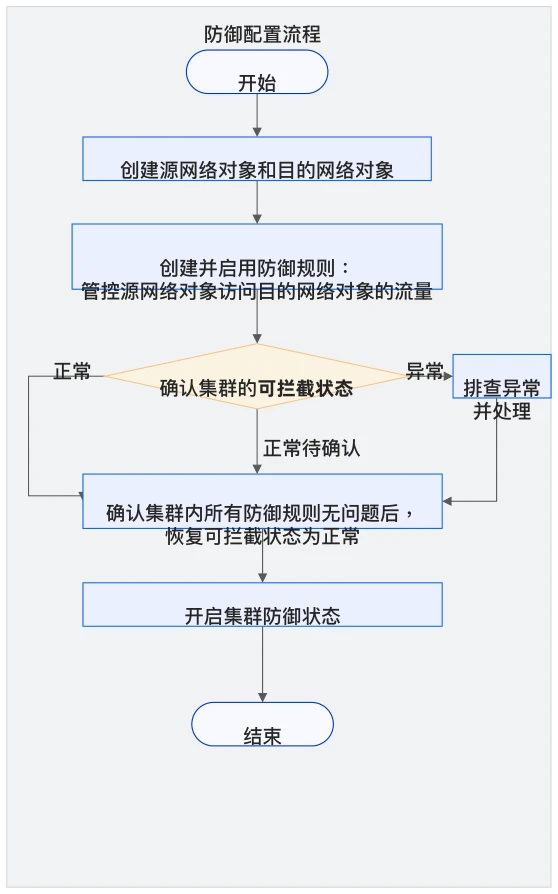 防御配置流程
开始
创建源网络对象和目的网络对象
创建并启用防御规则：
管控源网络对象访问目的网络对象的流量
正常
异常
确认集群的可拦截状态
排查异常
并处理
正常待确认
确认集群内所有防御规则无问题后，
恢复可拦截状态为正常
开启集群防御状态
结束